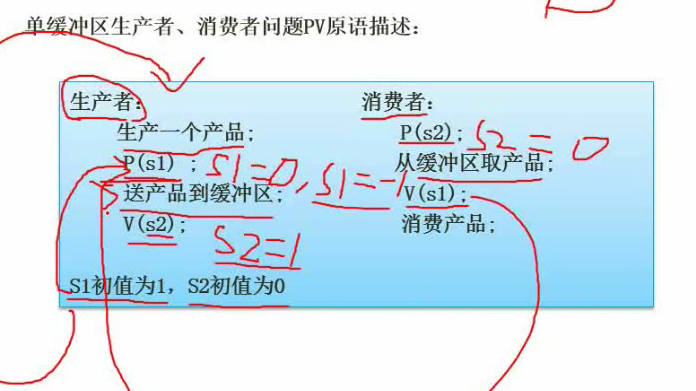 单缓冲区生产者、消费者问题PV原语描述：
生产者：
生产一个产品；
P(s1) ； S1=0，S1=-1
送产品到缓冲区；
V(s2)； S2=1
消费者：
P(s2)； S2=0
从缓冲区取产品；
V(s1)；
消费产品；
S1初值为1，S2初值为0